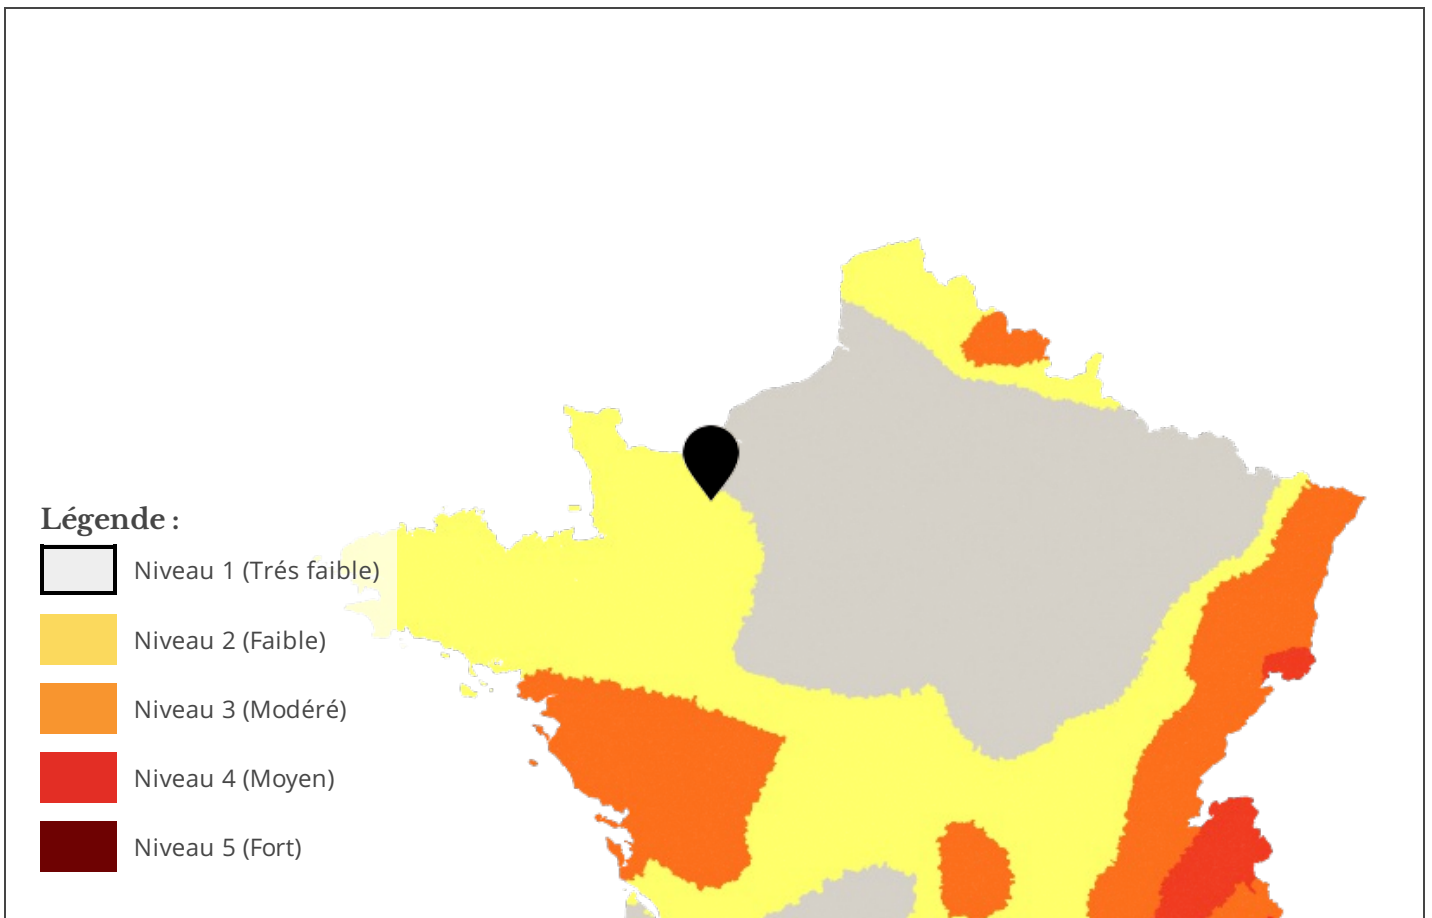 Légende :
Niveau 1 (Trés faible)
Niveau 2 (Faible)
Niveau 3 (Modéré)
Niveau 4 (Moyen)
Niveau 5 (Fort)